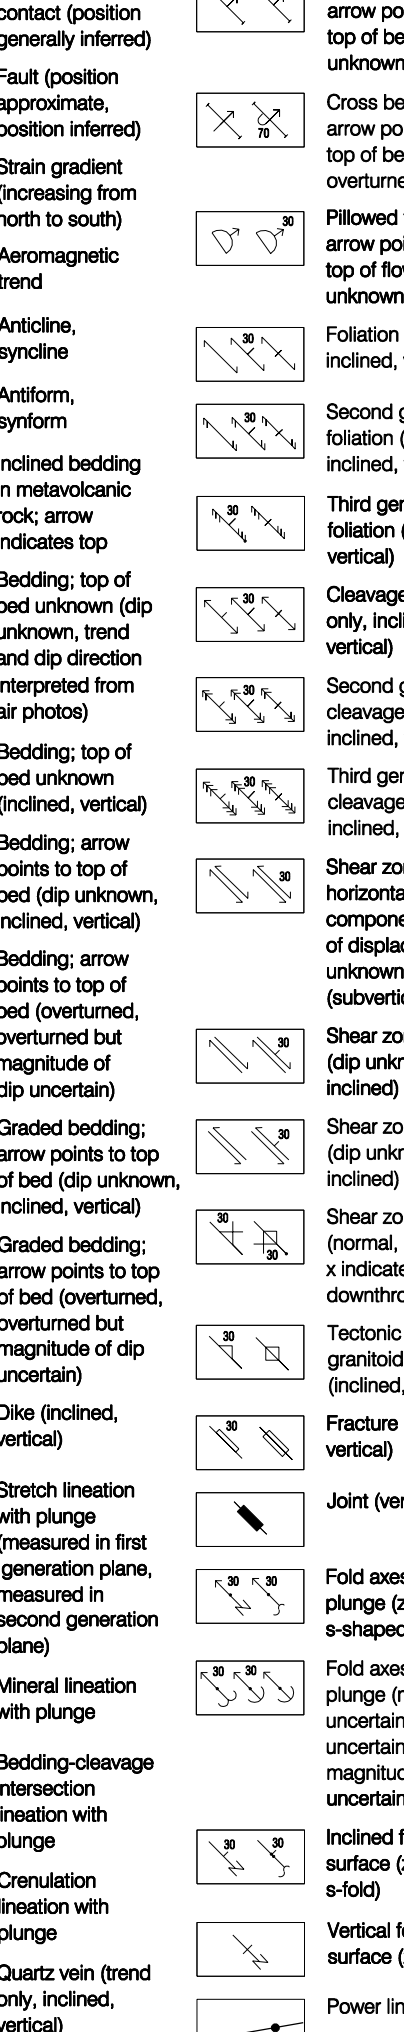 contact (position
generally inferred)
Fault (position
approximate,
position inferred)
Strain gradient
(increasing from
north to south)
Aeromagnetic
trend
Anticline,
syncline
Antiform,
synform
Inclined bedding
in metavolcanic
rock; arrow
indicates top
Bedding; top of
bed unknown (dip
unknown, trend
and dip direction
interpreted from
air photos)
Bedding; top of
bed unknown
(inclined, vertical)
Bedding; arrow
points to top of
bed (dip unknown,
inclined, vertical)
Bedding; arrow
points to top of
bed (overturned,
overturned but
magnitude of
dip uncertain)
Graded bedding;
arrow points to top
of bed (dip unknown,
inclined, vertical)
Graded bedding;
arrow points to top
of bed (overturned,
overturned but
magnitude of dip
uncertain)
Dike (inclined,
vertical)
Stretch lineation
with plunge
(measured in first
generation plane,
measured in
second generation
plane)
Mineral lineation
with plunge
Bedding-cleavage
intersection
lineation with
plunge
Crenulation
lineation with
plunge
Quartz vein (trend
only, inclined,
vertical)
arrow po
top of be
unknown
70
Cross be
arrow po
top of be
overturne
30
Pillowed
arrow poi
top of flow
unknown
30
Foliation
inclined,
30
Second g
foliation (
inclined,
30
Third gen
foliation (
vertical)
30
Cleavage
only, incli
vertical)
30
Second g
cleavage
inclined,
30
Third gen
cleavage
inclined,
30
Shear zo
horizonta
compone
of displac
unknown
(subvertic
30
Shear zo
(dip unkn
inclined)
30
Shear zo
(dip unkn
inclined)
30 30
Shear zo
(normal,
x indicate
downthro
30
Tectonic
granitoid
(inclined,
30
Fracture
vertical)
Joint (ver
30 30
Fold axes
plunge (z
s-shaped
30 30 30
Fold axes
plunge (m
uncertain
uncertain
magnitud
uncertain
30 30
Inclined f
surface (z
s-fold)
Vertical fo
surface (
Power lin